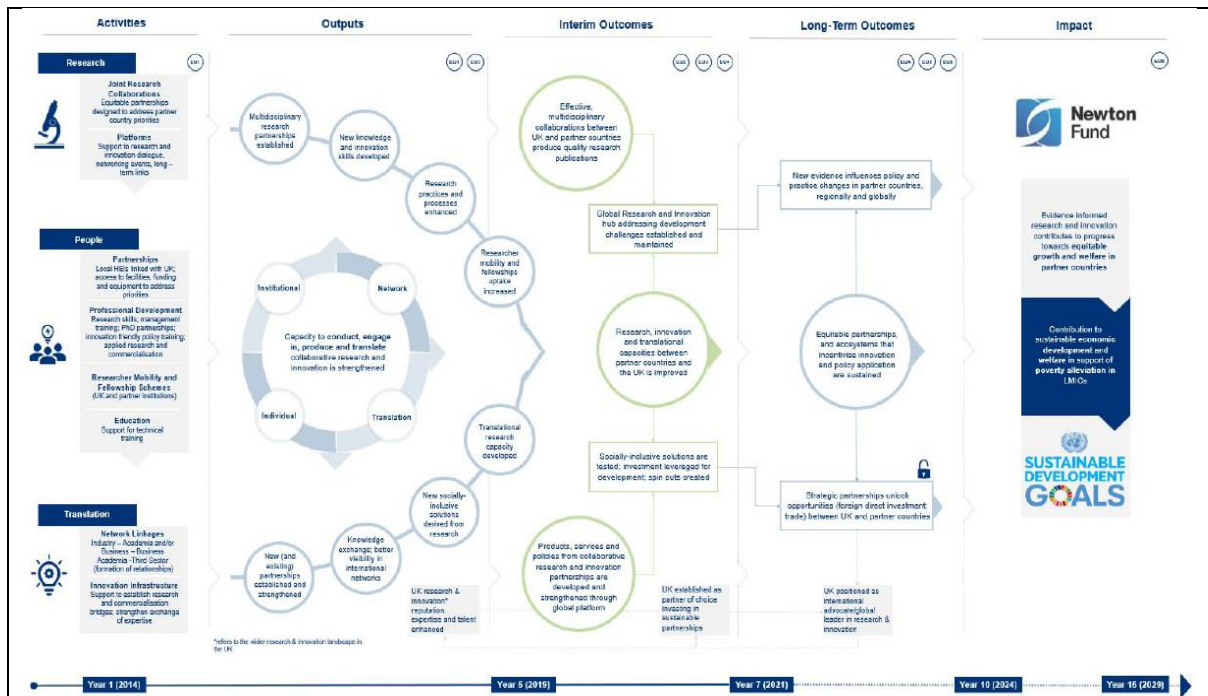 Activities
Outputs
Interim Outcomes
Long-Term Outcomes
Impact
Research
EQ1
EQ1
EQ2
EQ2
EQ3
EQ4
EQ4
EQ5
Joint Research
Collaborations
Equitable partnerships
designed to address partner
country priorities
Platforms
Support to research and
innovation dialogue,
networking events, long –
term links
People
Partnerships
Local HEIs linked with UK;
access to facilities, funding
and equipment to address
priorities
Professional Development
Research skills; management
training; PhD partnerships;
innovation friendly policy training;
applied research and
commercialisation
Researcher Mobility and
Fellowship Schemes
(UK and partner institutions)
Education
Support for technical
training
Translation
Network Linkages
Industry – Academia and/or
Business – Business
Academia -Third Sector
(formation of relationships)
Innovation Infrastructure
Support to establish research
and commercialisation
bridges; strengthen exchange
of expertise
Multidisciplinary
research
partnerships
established
New knowledge
and innovation
skills developed
Research
practices and
processes
enhanced
Researcher
mobility and
fellowships
uptake
increased
Institutional
Network
Capacity to conduct, engage
in, produce and translate
collaborative research and
innovation is strengthened
Individual
Translation
Translational
research
capacity
developed
New socially-
inclusive
solutions
derived from
research
Knowledge
exchange; better
visibility in
international
networks
New (and
existing)
partnerships
established and
strengthened
UK research &
innovation*
reputation,
expertise and talent
enhanced
*refers to the wider research & innovation landscape in
the UK
Effective,
multidisciplinary
collaborations between
UK and partner countries
produce quality research
publications
Global Research and Innovation
hub addressing development
challenges established and
maintained
Research, innovation
and translational
capacities between
partner countries and
the UK is improved
Socially-inclusive solutions are
tested; investment leveraged for
development; spin outs created
Products, services and
policies from collaborative
research and innovation
partnerships are
developed and
strengthened through
global platform
UK established as
partner of choice
investing in
sustainable
partnerships
New evidence influences policy and
practice changes in partner countries,
regionally and globally
Equitable partnerships,
and ecosystems that
incentivise innovation
and policy application
are sustained
Strategic partnerships unlock
opportunities (foreign direct investment;
trade) between UK and partner countries
UK positioned as
international
advocate/global
leader in research &
innovation
Newton
Fund
Evidence informed
research and innovation
contributes to progress
towards equitable
growth and welfare in
partner countries
Contribution to
sustainable economic
development and
welfare in support of
poverty alleviation in
LMICs
SUSTAINABLE
DEVELOPMENT
GOALS
Year 1 (2014)
Year 5 (2019)
Year 7 (2021)
Year 10 (2024)
Year 15 (2029)